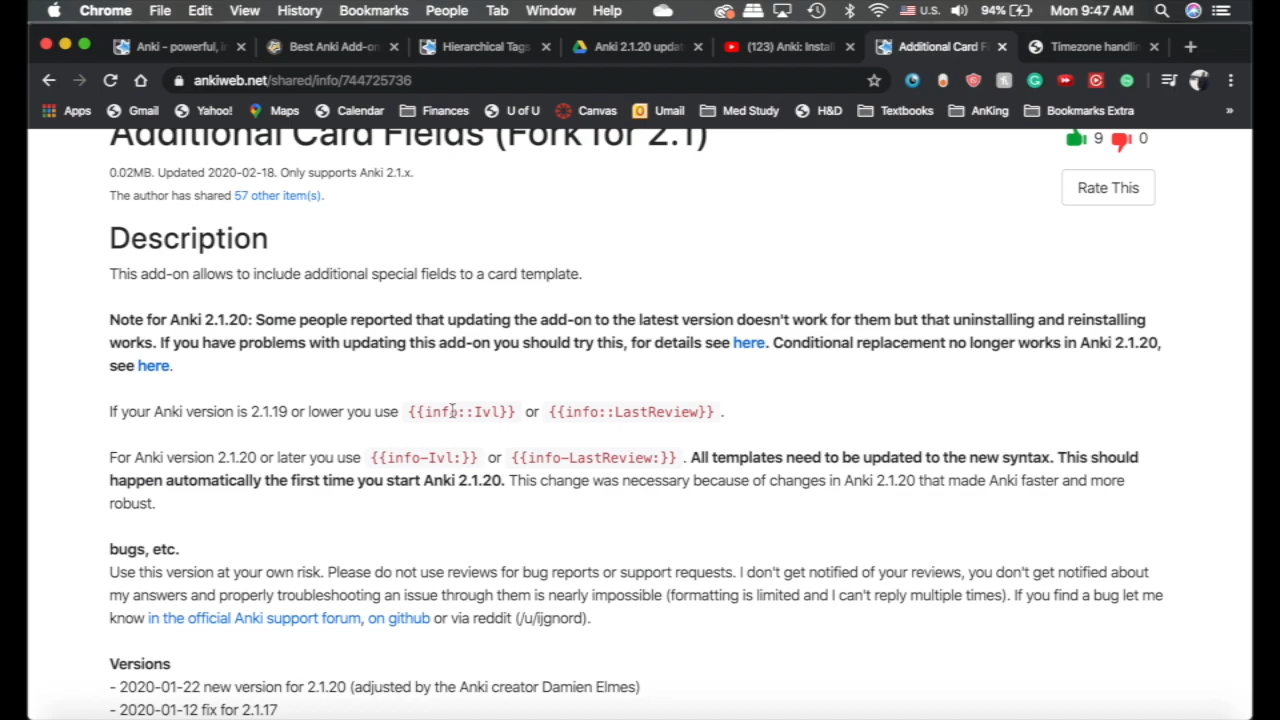 Chrome File Edit View History Bookmarks People Tab Window Help U.S. 94% Mon 9:47 AM
Anki - powerful, i Best Anki Add-on Hierarchical Tags Anki 2.1.20 upda (123) Anki: Instal Additional Card F Timezone handli
ankiweb.net/shared/info/744725736
Apps Gmail Yahoo! Maps Calendar Finances U of U Canvas Umail Med Study H&D Textbooks AnKing Bookmarks Extra »
Additional Card Fields (Fork for 2.1)
9 0
0.02MB. Updated 2020-02-18. Only supports Anki 2.1.x.
The author has shared 57 other item(s).
Rate This
Description
This add-on allows to include additional special fields to a card template.
Note for Anki 2.1.20: Some people reported that updating the add-on to the latest version doesn't work for them but that uninstalling and reinstalling
works. If you have problems with updating this add-on you should try this, for details see here. Conditional replacement no longer works in Anki 2.1.20,
see here.
If your Anki version is 2.1.19 or lower you use {{info::Ivl}} or {{info::LastReview}} .
For Anki version 2.1.20 or later you use {{info-Ivl:}} or {{info-LastReview:}} . All templates need to be updated to the new syntax. This should
happen automatically the first time you start Anki 2.1.20. This change was necessary because of changes in Anki 2.1.20 that made Anki faster and more
robust.
bugs, etc.
Use this version at your own risk. Please do not use reviews for bug reports or support requests. I don't get notified of your reviews, you don't get notified about
my answers and properly troubleshooting an issue through them is nearly impossible (formatting is limited and I can't reply multiple times). If you find a bug let me
know in the official Anki support forum, on github or via reddit (/u/ijgnord).
Versions
- 2020-01-22 new version for 2.1.20 (adjusted by the Anki creator Damien Elmes)
- 2020-01-12 fix for 2.1.17